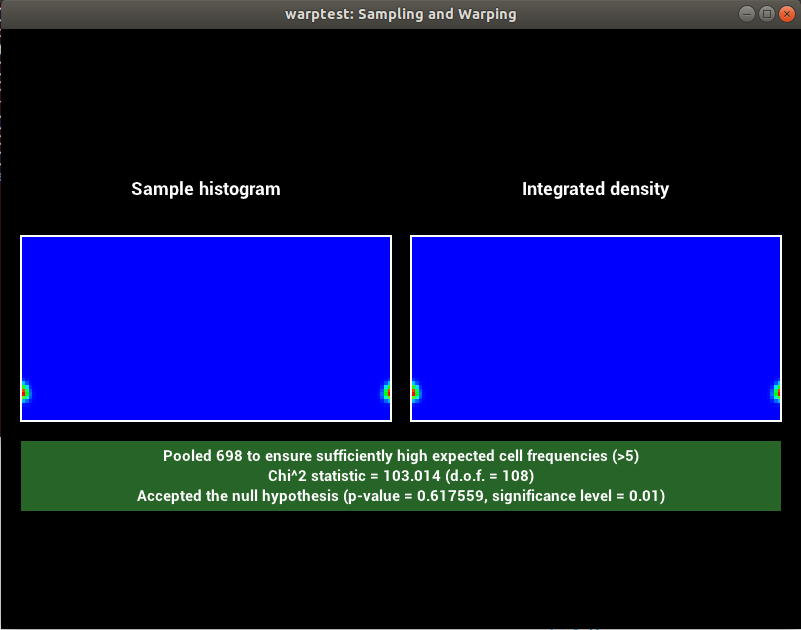 warptest: Sampling and Warping
Sample histogram
Integrated density
Pooled 698 to ensure sufficiently high expected cell frequencies (>5)
Chi^2 statistic = 103.014 (d.o.f. = 108)
Accepted the null hypothesis (p-value = 0.617559, significance level = 0.01)